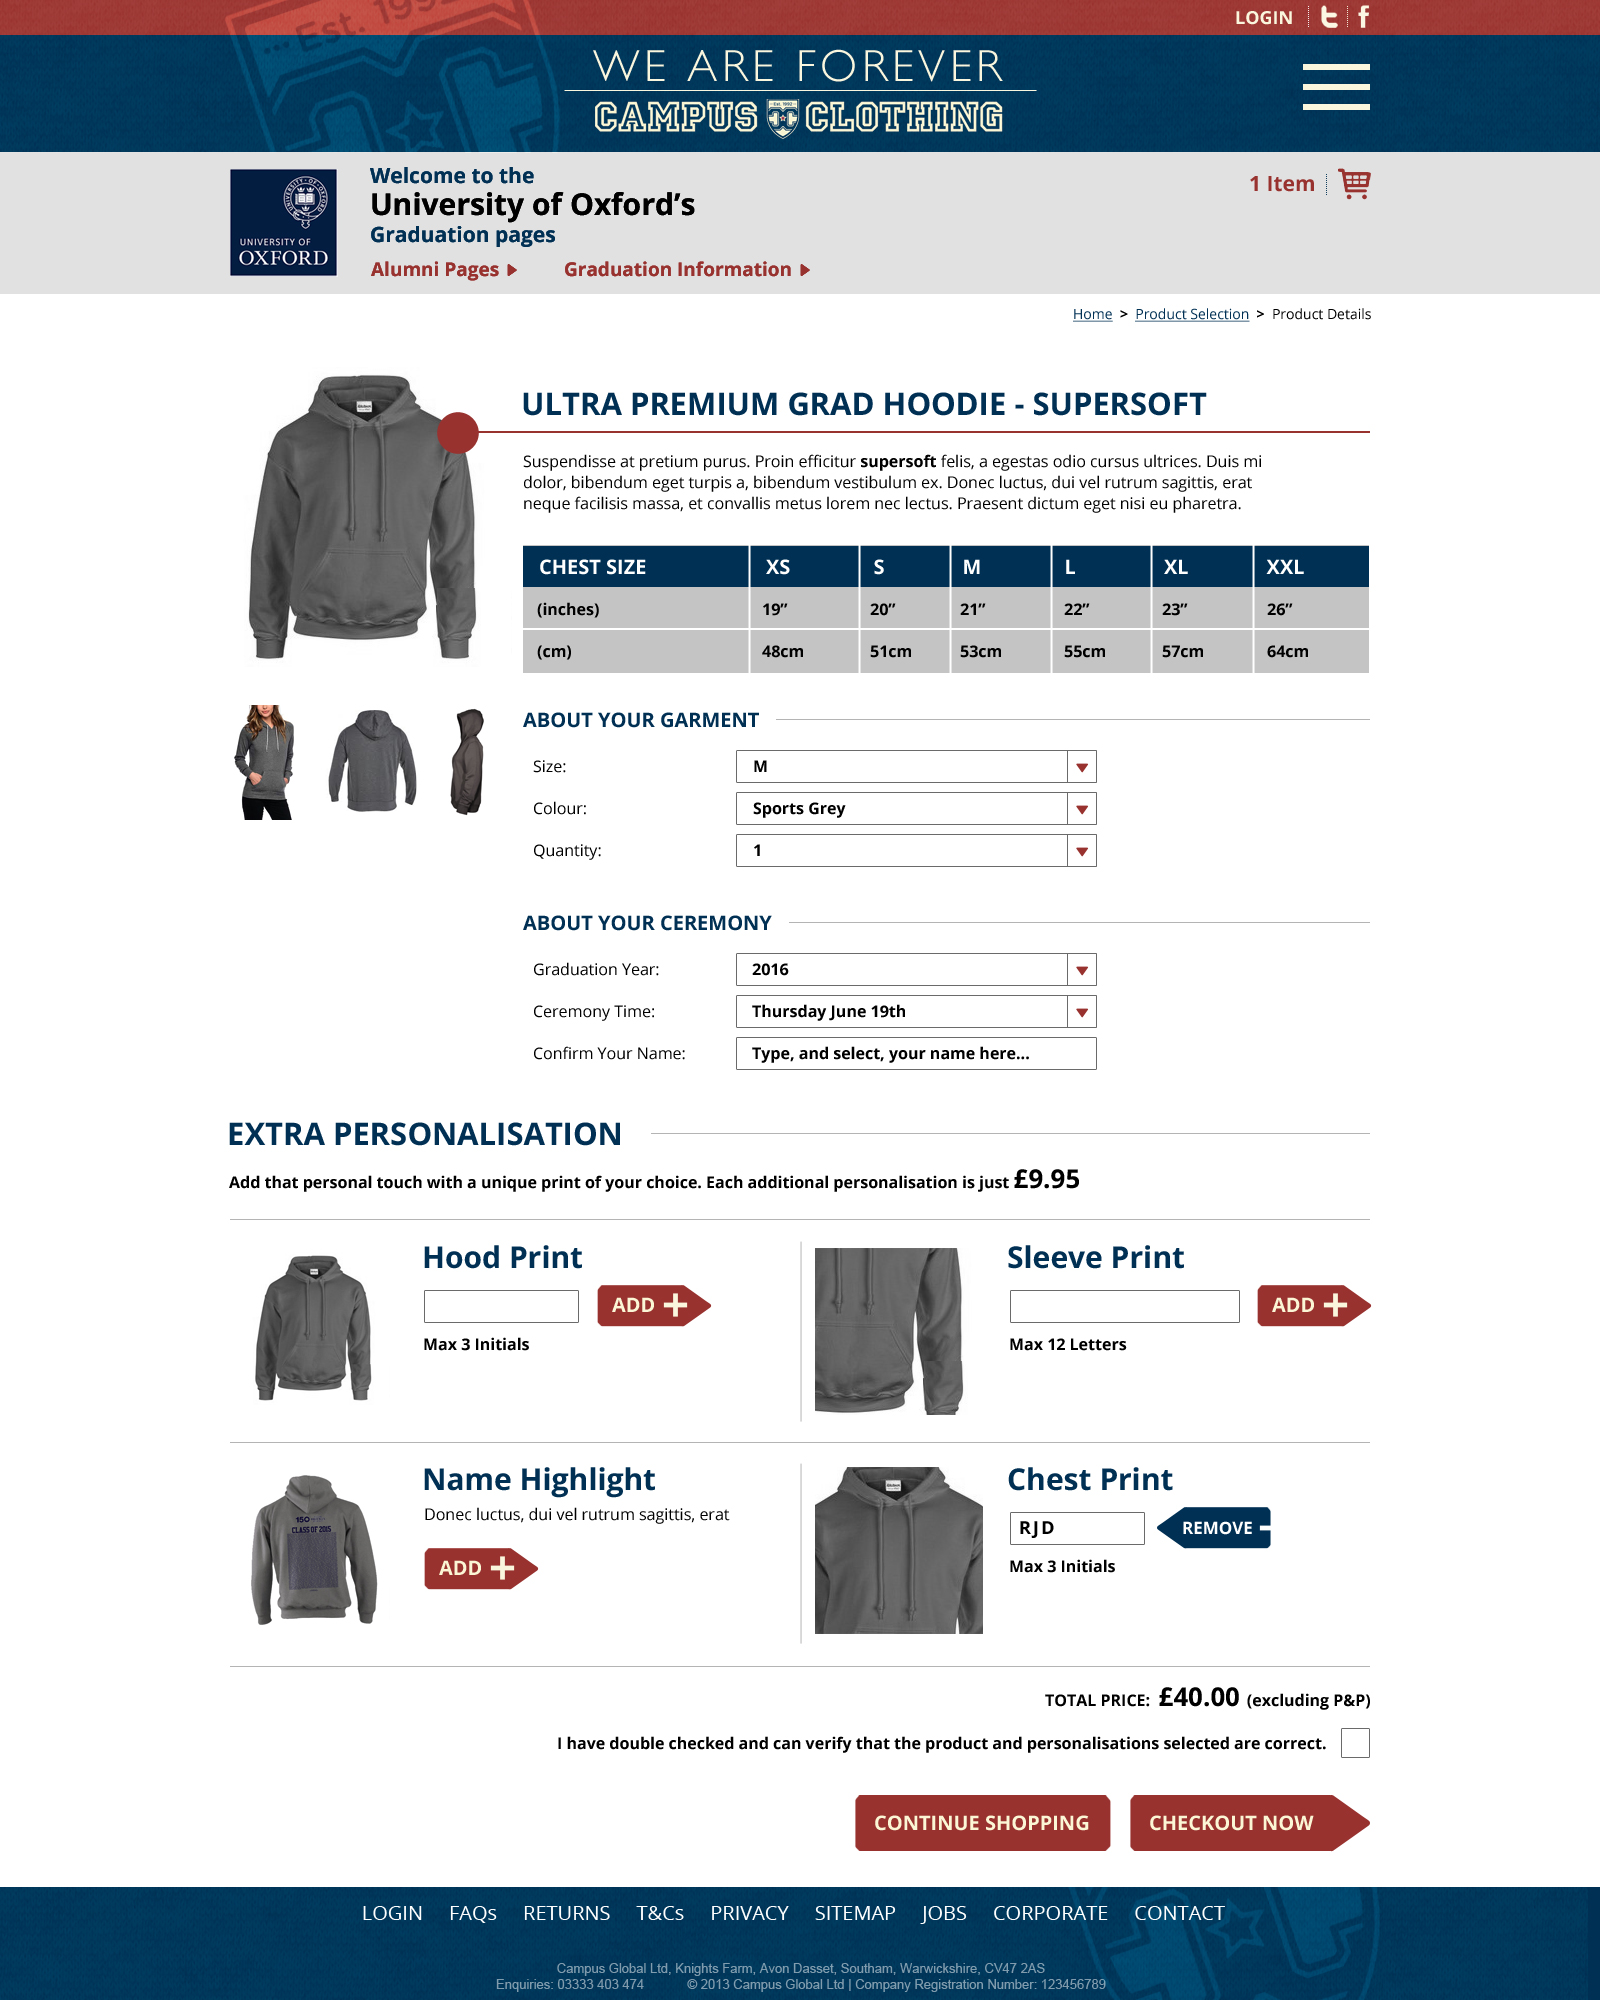 ... Est. 1992
LOGIN
WE ARE FOREVER
CAMPUS CLOTHING
Est. 1992
UNIVERSITY OF
OXFORD
Welcome to the
University of Oxford’s
Graduation pages
Alumni Pages
Graduation Information
1 Item
Home > Product Selection > Product Details
ULTRA PREMIUM GRAD HOODIE - SUPERSOFT
Suspendisse at pretium purus. Proin efficitur supersoft felis, a egestas odio cursus ultrices. Duis mi
dolor, bibendum eget turpis a, bibendum vestibulum ex. Donec luctus, dui vel rutrum sagittis, erat
neque facilisis massa, et convallis metus lorem nec lectus. Praesent dictum eget nisi eu pharetra.
CHEST SIZE XS S M L XL XXL
(inches) 19” 20” 21” 22” 23” 26”
(cm) 48cm 51cm 53cm 55cm 57cm 64cm
ABOUT YOUR GARMENT
Size: M
Colour: Sports Grey
Quantity: 1
ABOUT YOUR CEREMONY
Graduation Year: 2016
Ceremony Time: Thursday June 19th
Confirm Your Name: Type, and select, your name here...
EXTRA PERSONALISATION
Add that personal touch with a unique print of your choice. Each additional personalisation is just £9.95
Hood Print
ADD +
Max 3 Initials
Sleeve Print
ADD +
Max 12 Letters
150
CLASS OF 2015
Name Highlight
Donec luctus, dui vel rutrum sagittis, erat
ADD +
Chest Print
RJD
REMOVE –
Max 3 Initials
TOTAL PRICE: £40.00 (excluding P&P)
I have double checked and can verify that the product and personalisations selected are correct.
CONTINUE SHOPPING
CHECKOUT NOW
LOGIN FAQs RETURNS T&Cs PRIVACY SITEMAP JOBS CORPORATE CONTACT
Campus Global Ltd, Knights Farm, Avon Dasset, Southam, Warwickshire, CV47 2AS
Enquiries: 03333 403 474 © 2013 Campus Global Ltd | Company Registration Number: 123456789